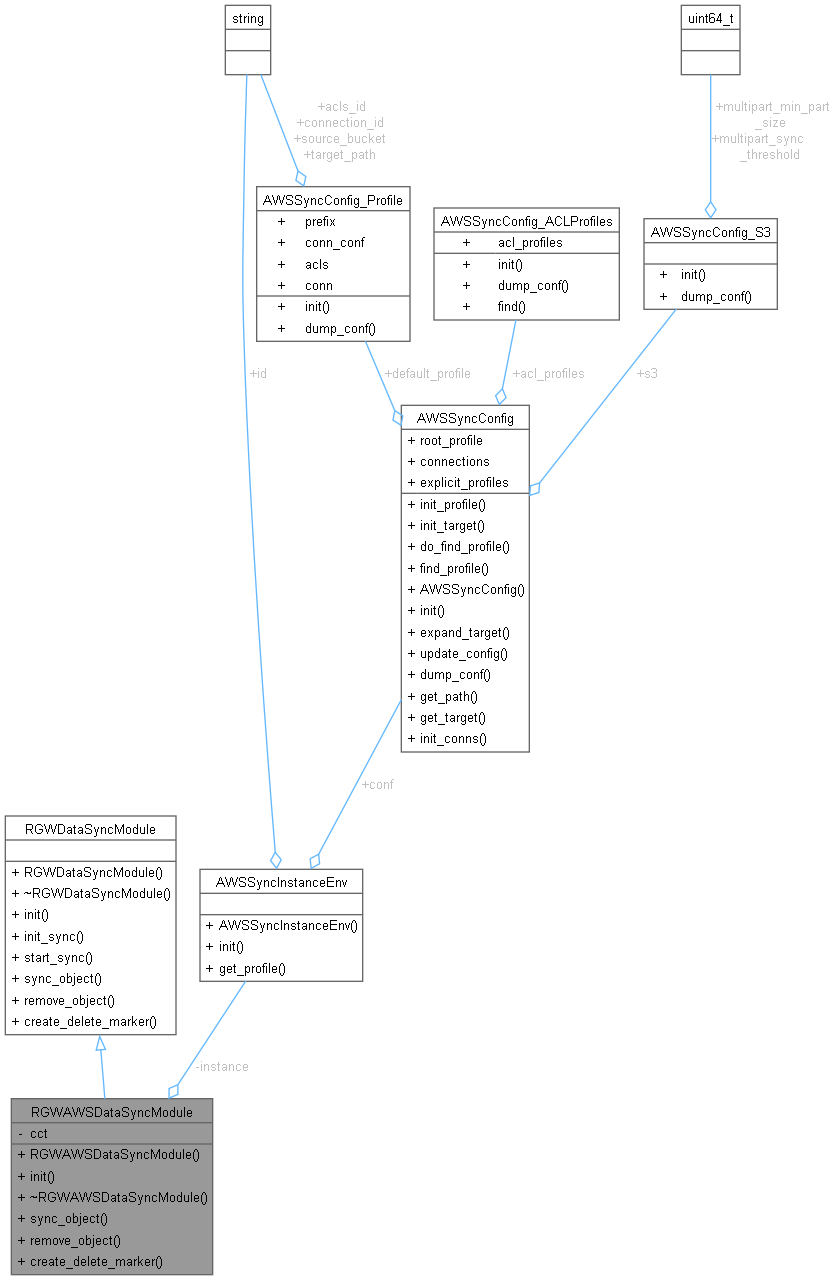 string
uint64_t
+acls_id
+connection_id
+source_bucket
+target_path
+multipart_min_part
_size
+multipart_sync
_threshold
AWSSyncConfig_Profile
+ prefix
+ conn_conf
+ acls
+ conn
+ init()
+ dump_conf()
AWSSyncConfig_ACLProfiles
+ acl_profiles
+ init()
+ dump_conf()
+ find()
AWSSyncConfig_S3
+ init()
+ dump_conf()
+id
+default_profile
+acl_profiles
+s3
AWSSyncConfig
+ root_profile
+ connections
+ explicit_profiles
+ init_profile()
+ init_target()
+ do_find_profile()
+ find_profile()
+ AWSSyncConfig()
+ init()
+ expand_target()
+ update_config()
+ dump_conf()
+ get_path()
+ get_target()
+ init_conns()
+conf
RGWDataSyncModule
+ RGWDataSyncModule()
+ ~RGWDataSyncModule()
+ init()
+ init_sync()
+ start_sync()
+ sync_object()
+ remove_object()
+ create_delete_marker()
AWSSyncInstanceEnv
+ AWSSyncInstanceEnv()
+ init()
+ get_profile()
-instance
RGWAWSDataSyncModule
- cct
+ RGWAWSDataSyncModule()
+ init()
+ ~RGWAWSDataSyncModule()
+ sync_object()
+ remove_object()
+ create_delete_marker()